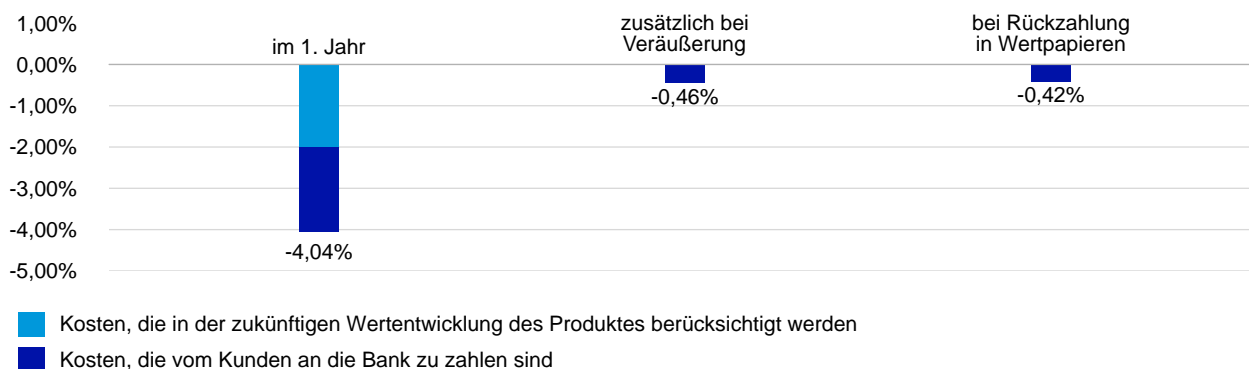 1,00%
0,00%
-1,00%
-2,00%
-3,00%
-4,00%
-5,00%
im 1. Jahr
-4,04%
zusätzlich bei
Veräußerung
-0,46%
bei Rückzahlung
in Wertpapieren
-0,42%
Kosten, die in der zukünftigen Wertentwicklung des Produktes berücksichtigt werden
Kosten, die vom Kunden an die Bank zu zahlen sind